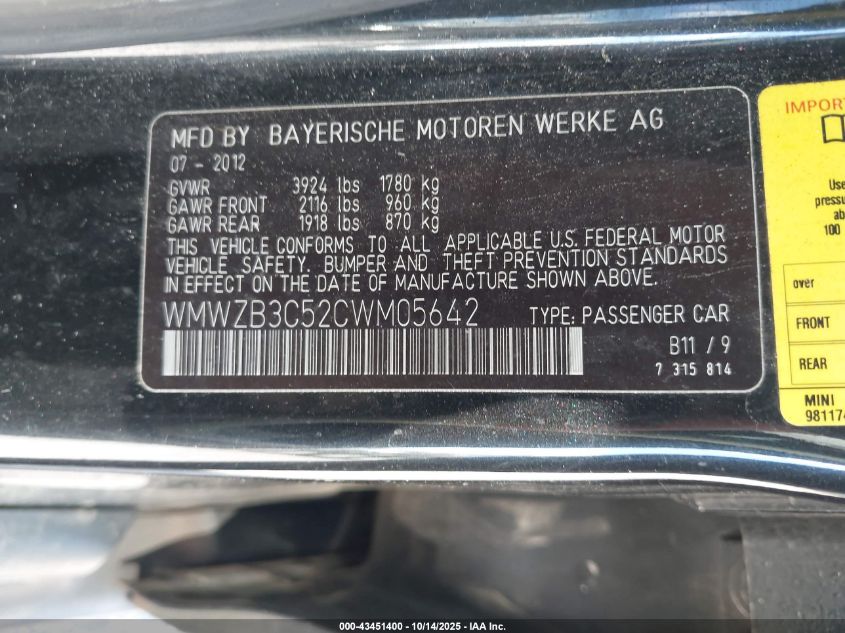 MFD BY BAYERISCHE MOTOREN WERKE AG
07 - 2012
GVWR 3924 lbs 1780 kg
GAWR FRONT 2116 lbs 960 kg
GAWR REAR 1918 lbs 870 kg
THIS VEHICLE CONFORMS TO ALL APPLICABLE U.S. FEDERAL MOTOR
VEHICLE SAFETY, BUMPER AND THEFT PREVENTION STANDARDS
IN EFFECT ON THE DATE OF MANUFACTURE SHOWN ABOVE.
WMWZB3C52CWM05642 TYPE: PASSENGER CAR
B11 / 9
7 315 814
Use
100
over
FRONT
REAR
MINI
000-43451400 - 10/14/2025 - IAA Inc.